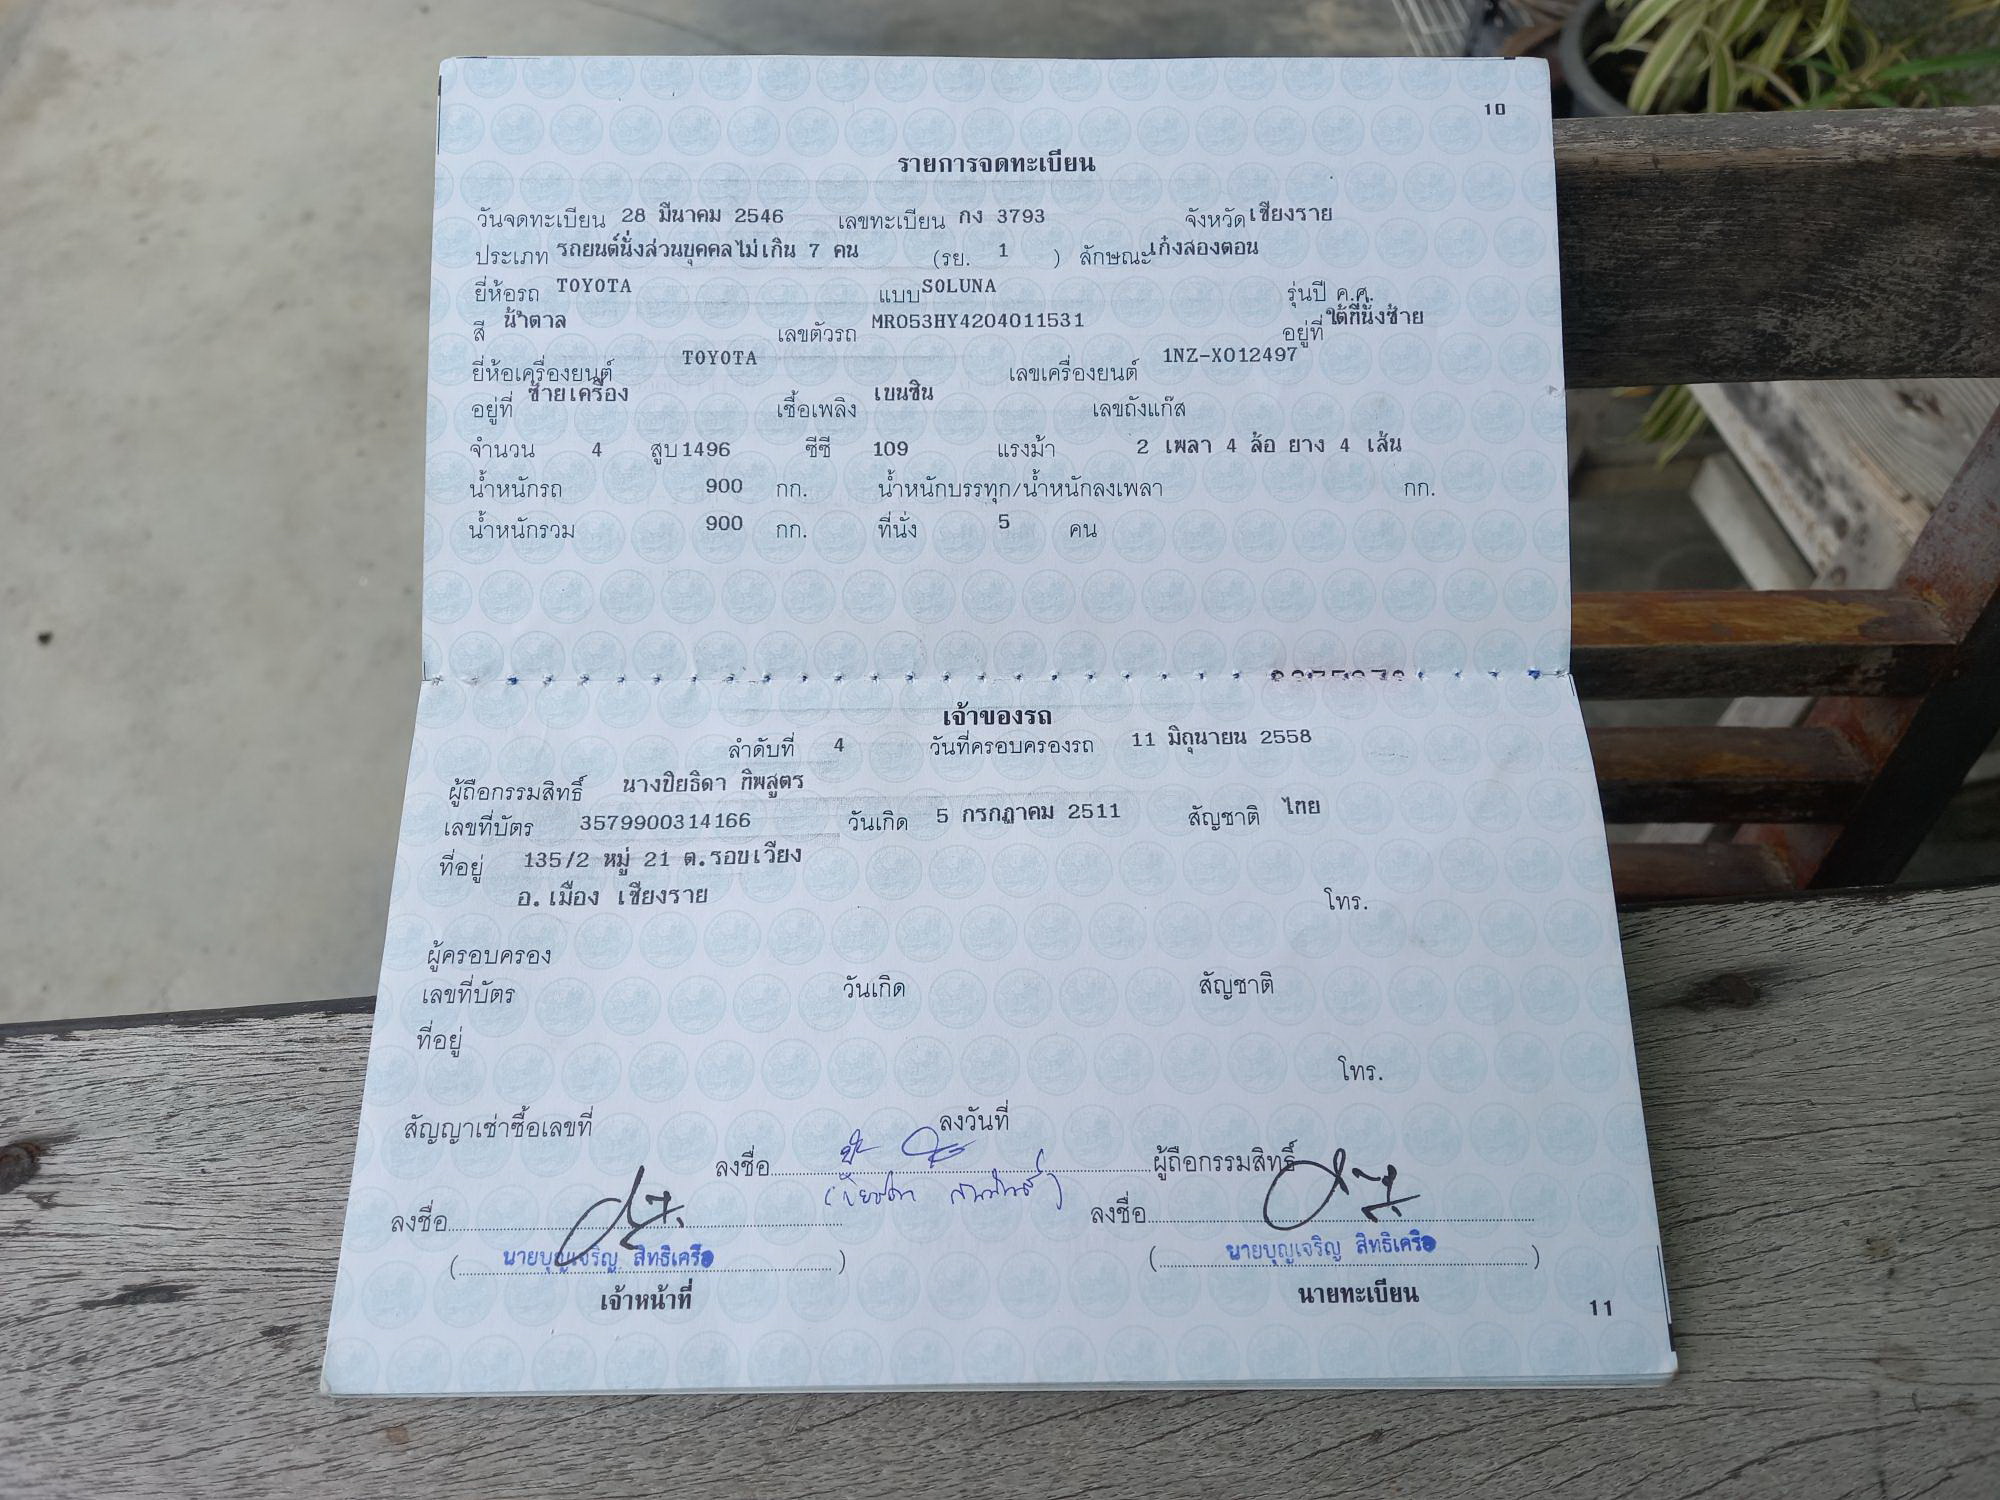 10
รายการจดทะเบียน
วันจดทะเบียน 28 มีนาคม 2546 เลขทะเบียน กง 3793 จังหวัด เชียงราย
ประเภท รถยนต์นั่งส่วนบุคคลไม่เกิน 7 คน (รย. 1 ) ลักษณะ เก๋งสองตอน
ยี่ห้อรถ TOYOTA แบบ SOLUNA รุ่นปี ค.ศ.
สี น้ำตาล เลขตัวรถ MR053HY4204011531 อยู่ที่ ใต้ที่นั่งซ้าย
ยี่ห้อเครื่องยนต์ TOYOTA เลขเครื่องยนต์ 1NZ-X012497
อยู่ที่ ซ้ายเครื่อง เชื้อเพลิง เบนซิน เลขถังแก๊ส
จำนวน 4 สูบ 1496 ซีซี 109 แรงม้า 2 เพลา 4 ล้อ ยาง 4 เส้น
น้ำหนักรถ 900 กก. น้ำหนักบรรทุก/น้ำหนักลงเพลา กก.
น้ำหนักรวม 900 กก. ที่นั่ง 5 คน
เจ้าของรถ
ลำดับที่ 4 วันที่ครอบครองรถ 11 มิถุนายน 2558
ผู้ถือกรรมสิทธิ์ นางปิยธิดา ทิพสูตร
เลขที่บัตร 3579900314166 วันเกิด 5 กรกฎาคม 2511 สัญชาติ ไทย
ที่อยู่ 135/2 หมู่ 21 ต.รอบเวียง
อ.เมือง เชียงราย โทร.
ผู้ครอบครอง
เลขที่บัตร วันเกิด สัญชาติ
ที่อยู่
โทร.
สัญญาเช่าซื้อเลขที่ ลงวันที่
ลงชื่อ ผู้ถือกรรมสิทธิ์
ลงชื่อ ลงชื่อ
(นายบุญเจริญ สิทธิเครือ) (นายบุญเจริญ สิทธิเครือ)
เจ้าหน้าที่ นายทะเบียน
11